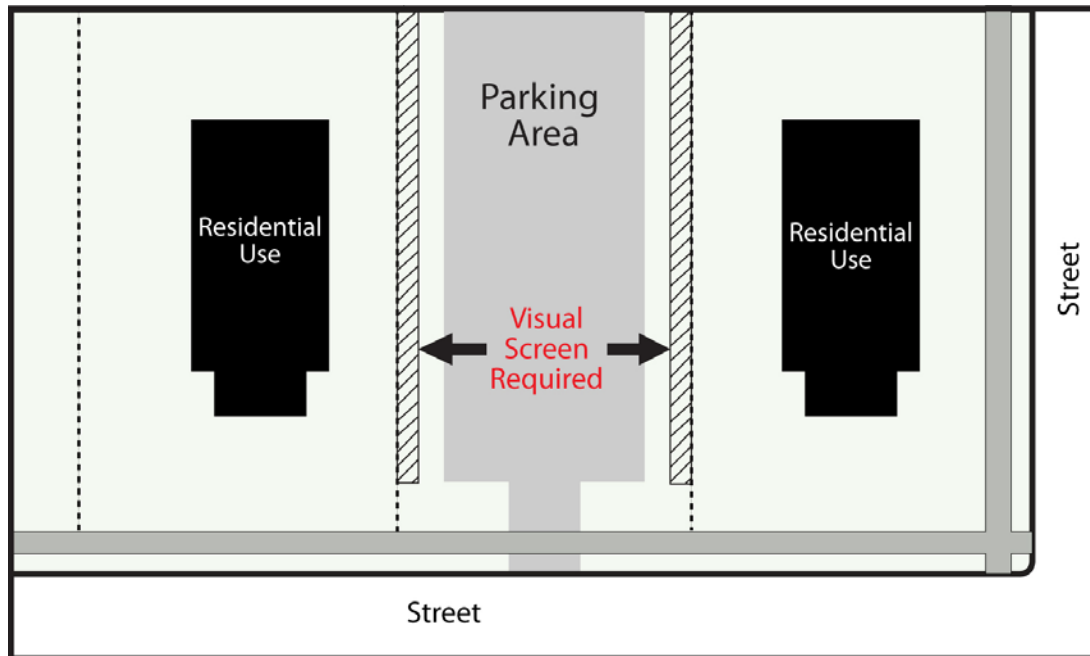 Parking
Area
Residential
Use
Residential
Use
Visual
Screen
Required
Street
Street